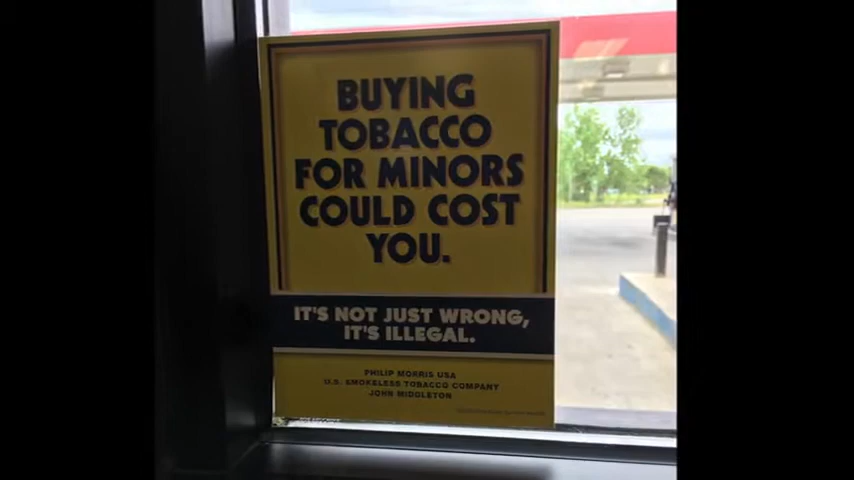 BUYING
TOBACCO
FOR MINORS
COULD COST
YOU.
IT'S NOT JUST WRONG,
IT'S ILLEGAL.
PHILIP MORRIS USA
U.S. SMOKELESS TOBACCO COMPANY
JOHN MIDDLETON